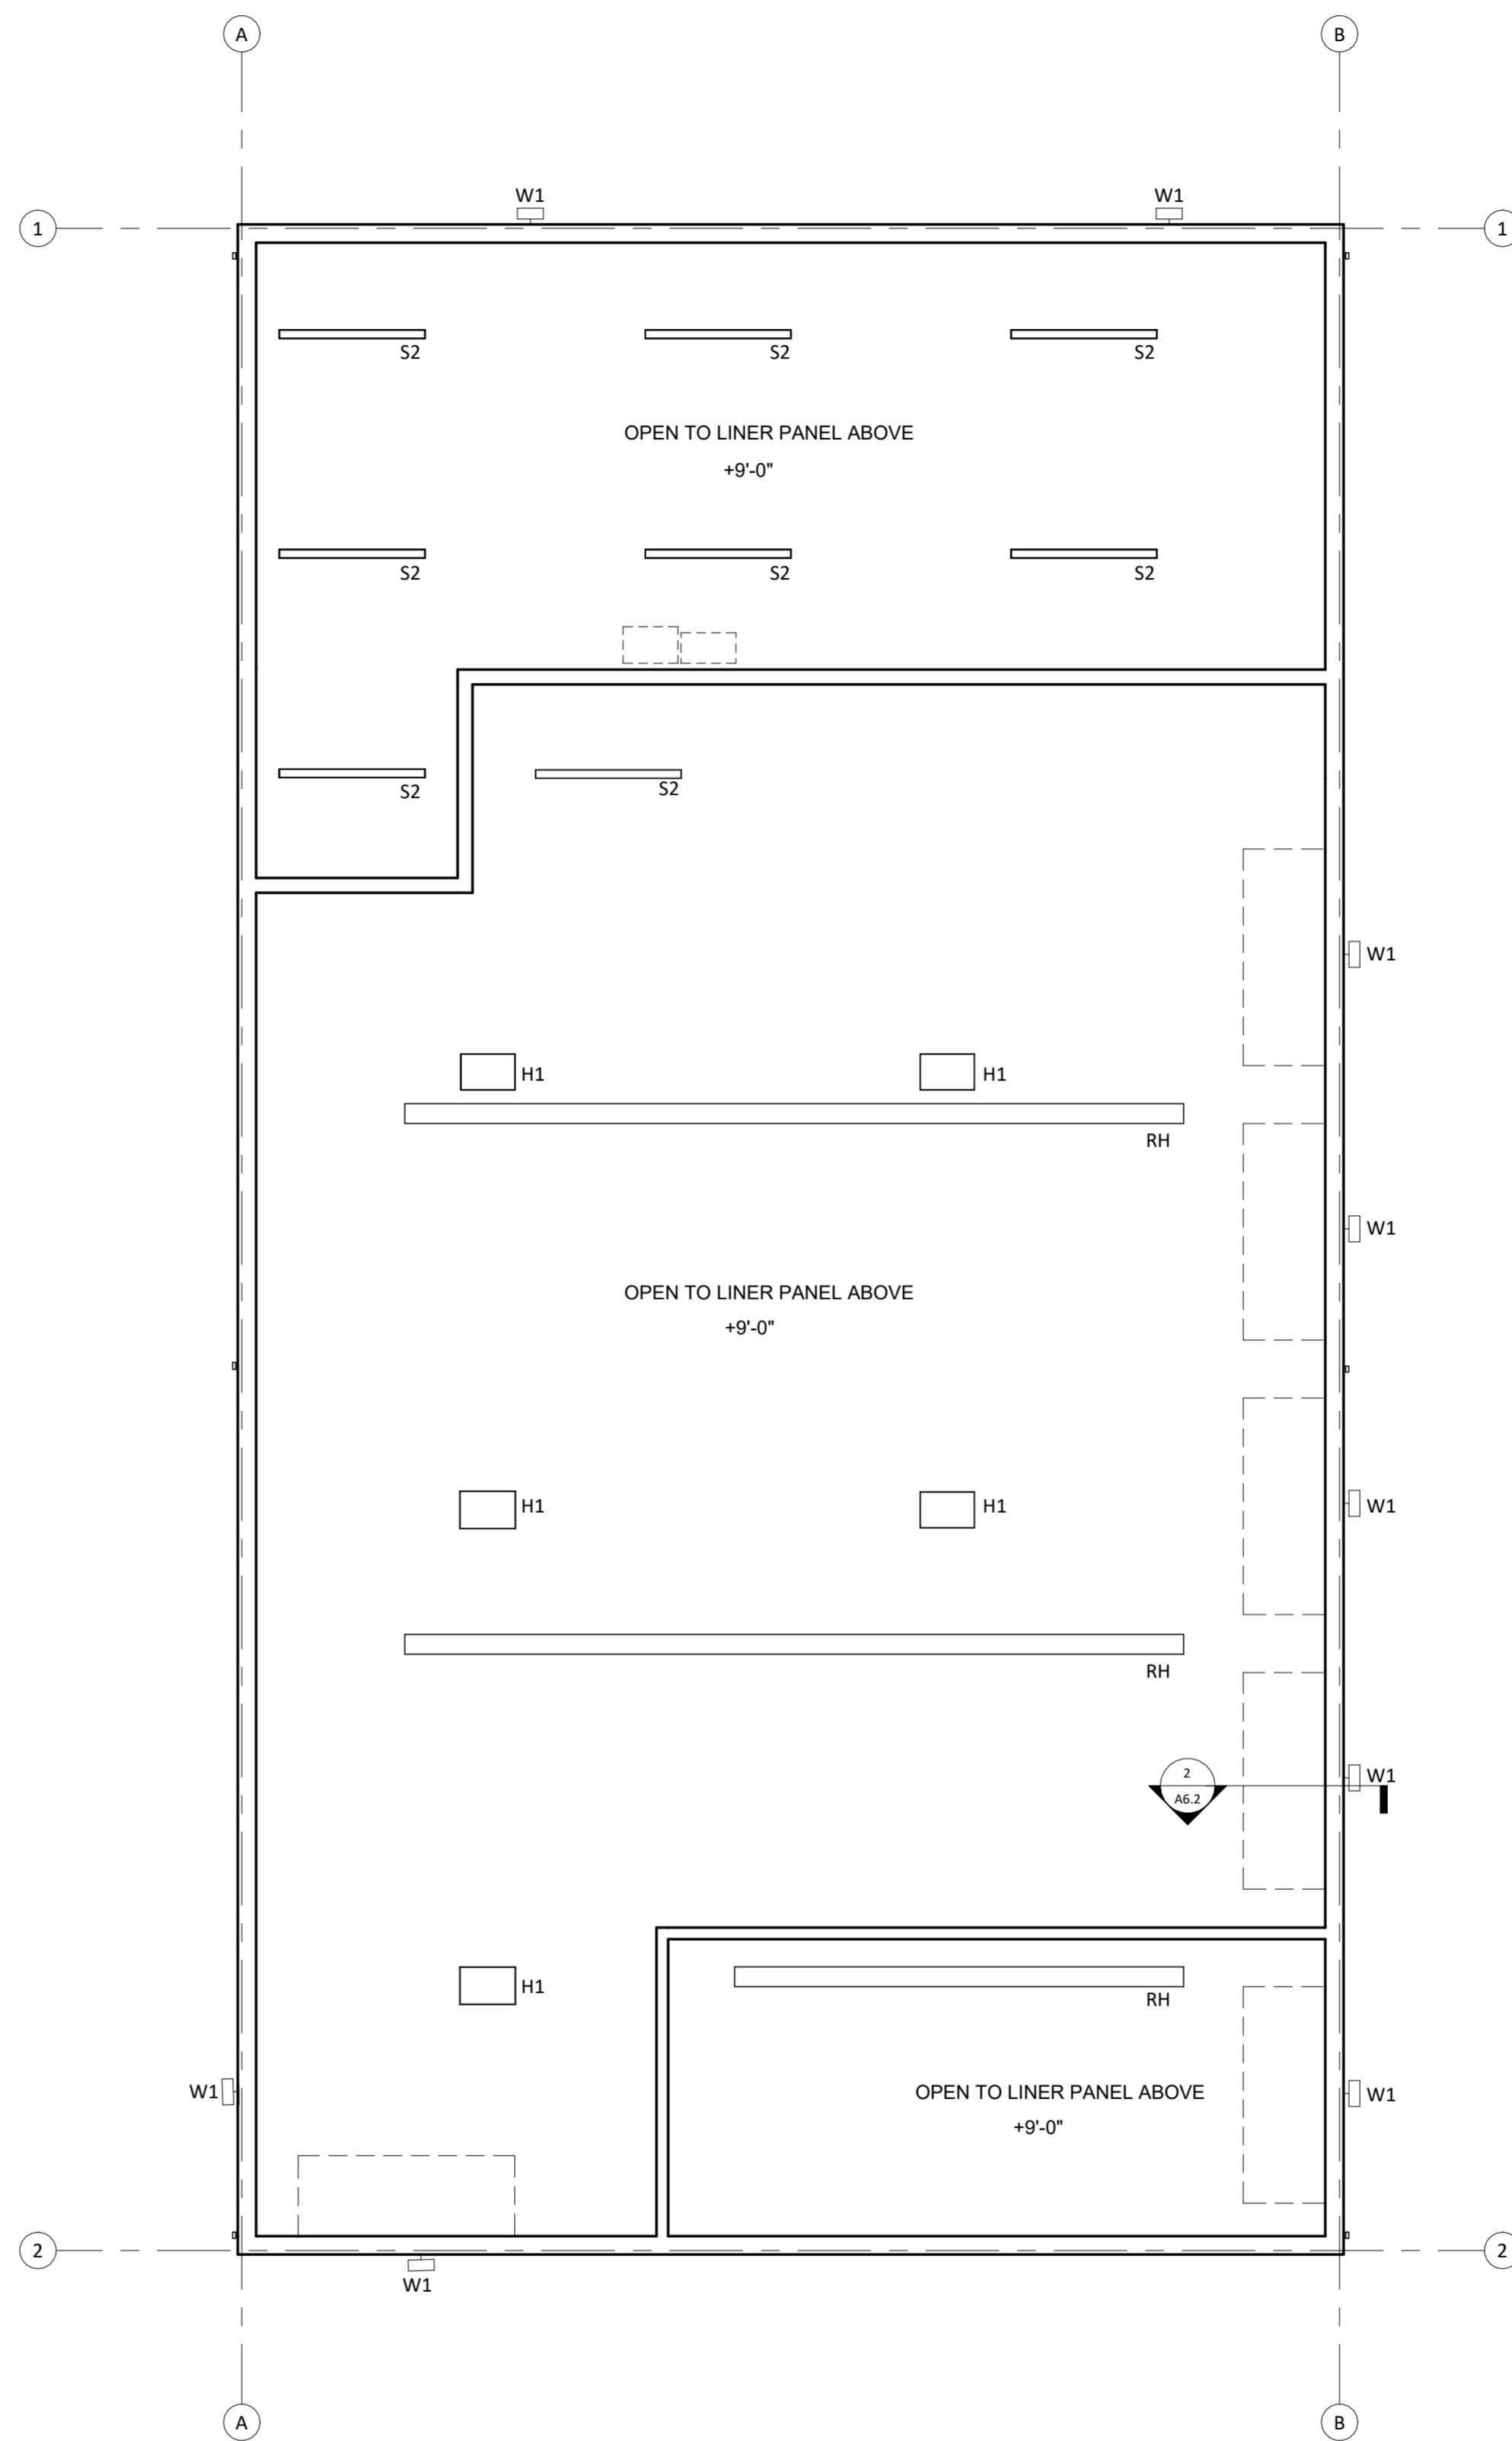 A
B
W1
W1
1
1
S2
S2
S2
OPEN TO LINER PANEL ABOVE
+9'-0"
S2
S2
S2
S2
S2
W1
H1
H1
RH
W1
OPEN TO LINER PANEL ABOVE
+9'-0"
H1
H1
W1
RH
2
A6.2
W1
H1
RH
W1
OPEN TO LINER PANEL ABOVE
W1
+9'-0"
2
2
W1
A
B